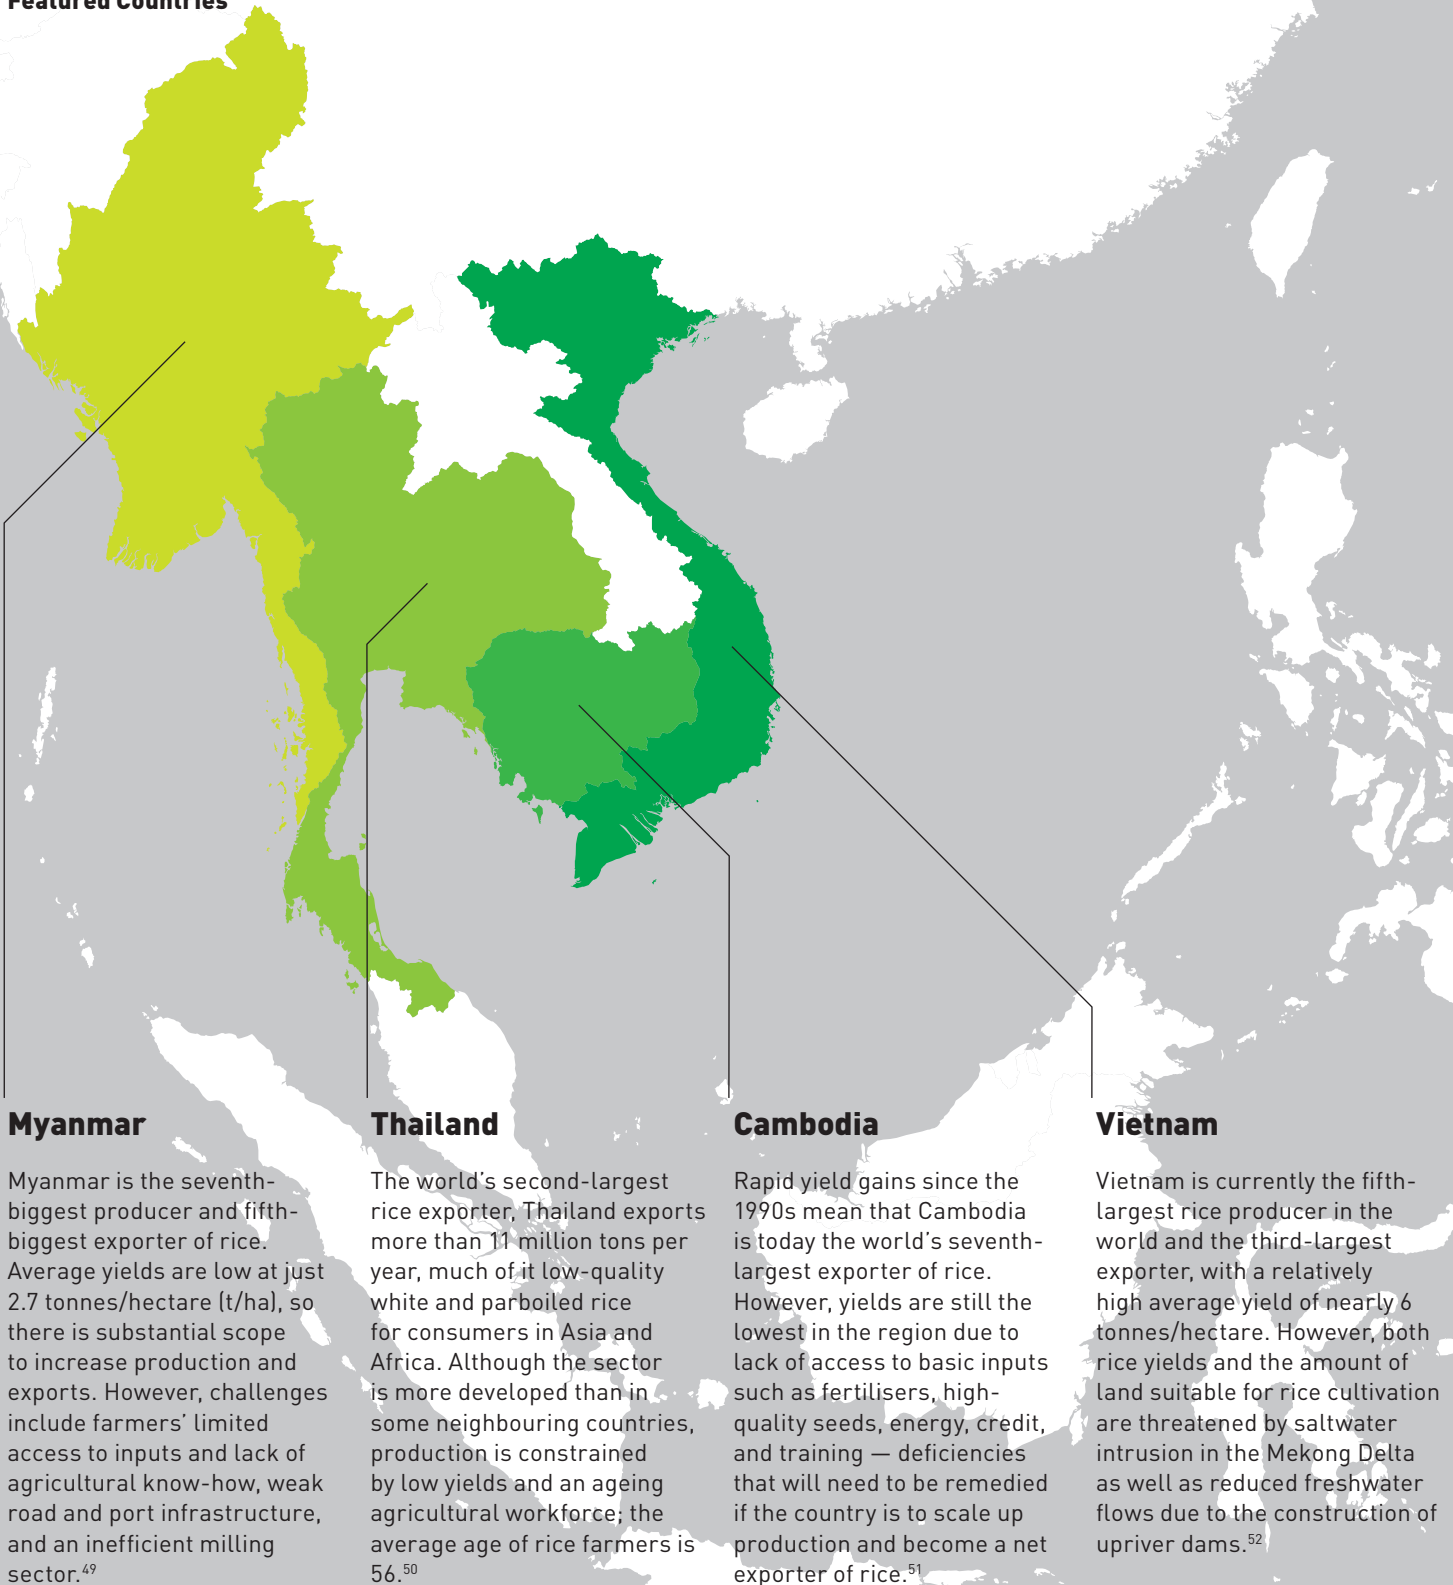 Featured Countries
Myanmar
Myanmar is the seventh-
biggest producer and fifth-
biggest exporter of rice.
Average yields are low at just
2.7 tonnes/hectare (t/ha), so
there is substantial scope
to increase production and
exports. However, challenges
include farmers’ limited
access to inputs and lack of
agricultural know-how, weak
road and port infrastructure,
and an inefficient milling
sector.49
Thailand
The world’s second-largest
rice exporter, Thailand exports
more than 11 million tons per
year, much of it low-quality
white and parboiled rice
for consumers in Asia and
Africa. Although the sector
is more developed than in
some neighbouring countries,
production is constrained
by low yields and an ageing
agricultural workforce; the
average age of rice farmers is
56.50
Cambodia
Rapid yield gains since the
1990s mean that Cambodia
is today the world’s seventh-
largest exporter of rice.
However, yields are still the
lowest in the region due to
lack of access to basic inputs
such as fertilisers, high-
quality seeds, energy, credit,
and training — deficiencies
that will need to be remedied
if the country is to scale up
production and become a net
exporter of rice.51
Vietnam
Vietnam is currently the fifth-
largest rice producer in the
world and the third-largest
exporter, with a relatively
high average yield of nearly 6
tonnes/hectare. However, both
rice yields and the amount of
land suitable for rice cultivation
are threatened by saltwater
intrusion in the Mekong Delta
as well as reduced freshwater
flows due to the construction of
upriver dams.52